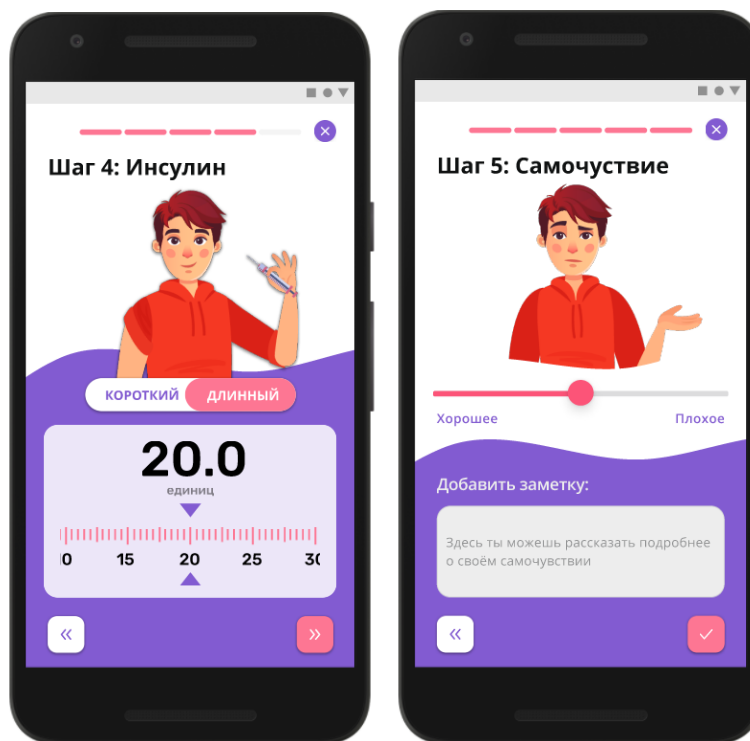 Шаг 4: Инсулин
КОРОТКИЙ ДЛИННЫЙ
20.0
единиц
15 20 25
Шаг 5: Самочуствие
Хорошее Плохое
Добавить заметку:
Здесь ты можешь рассказать подробнее
о своём самочувствии